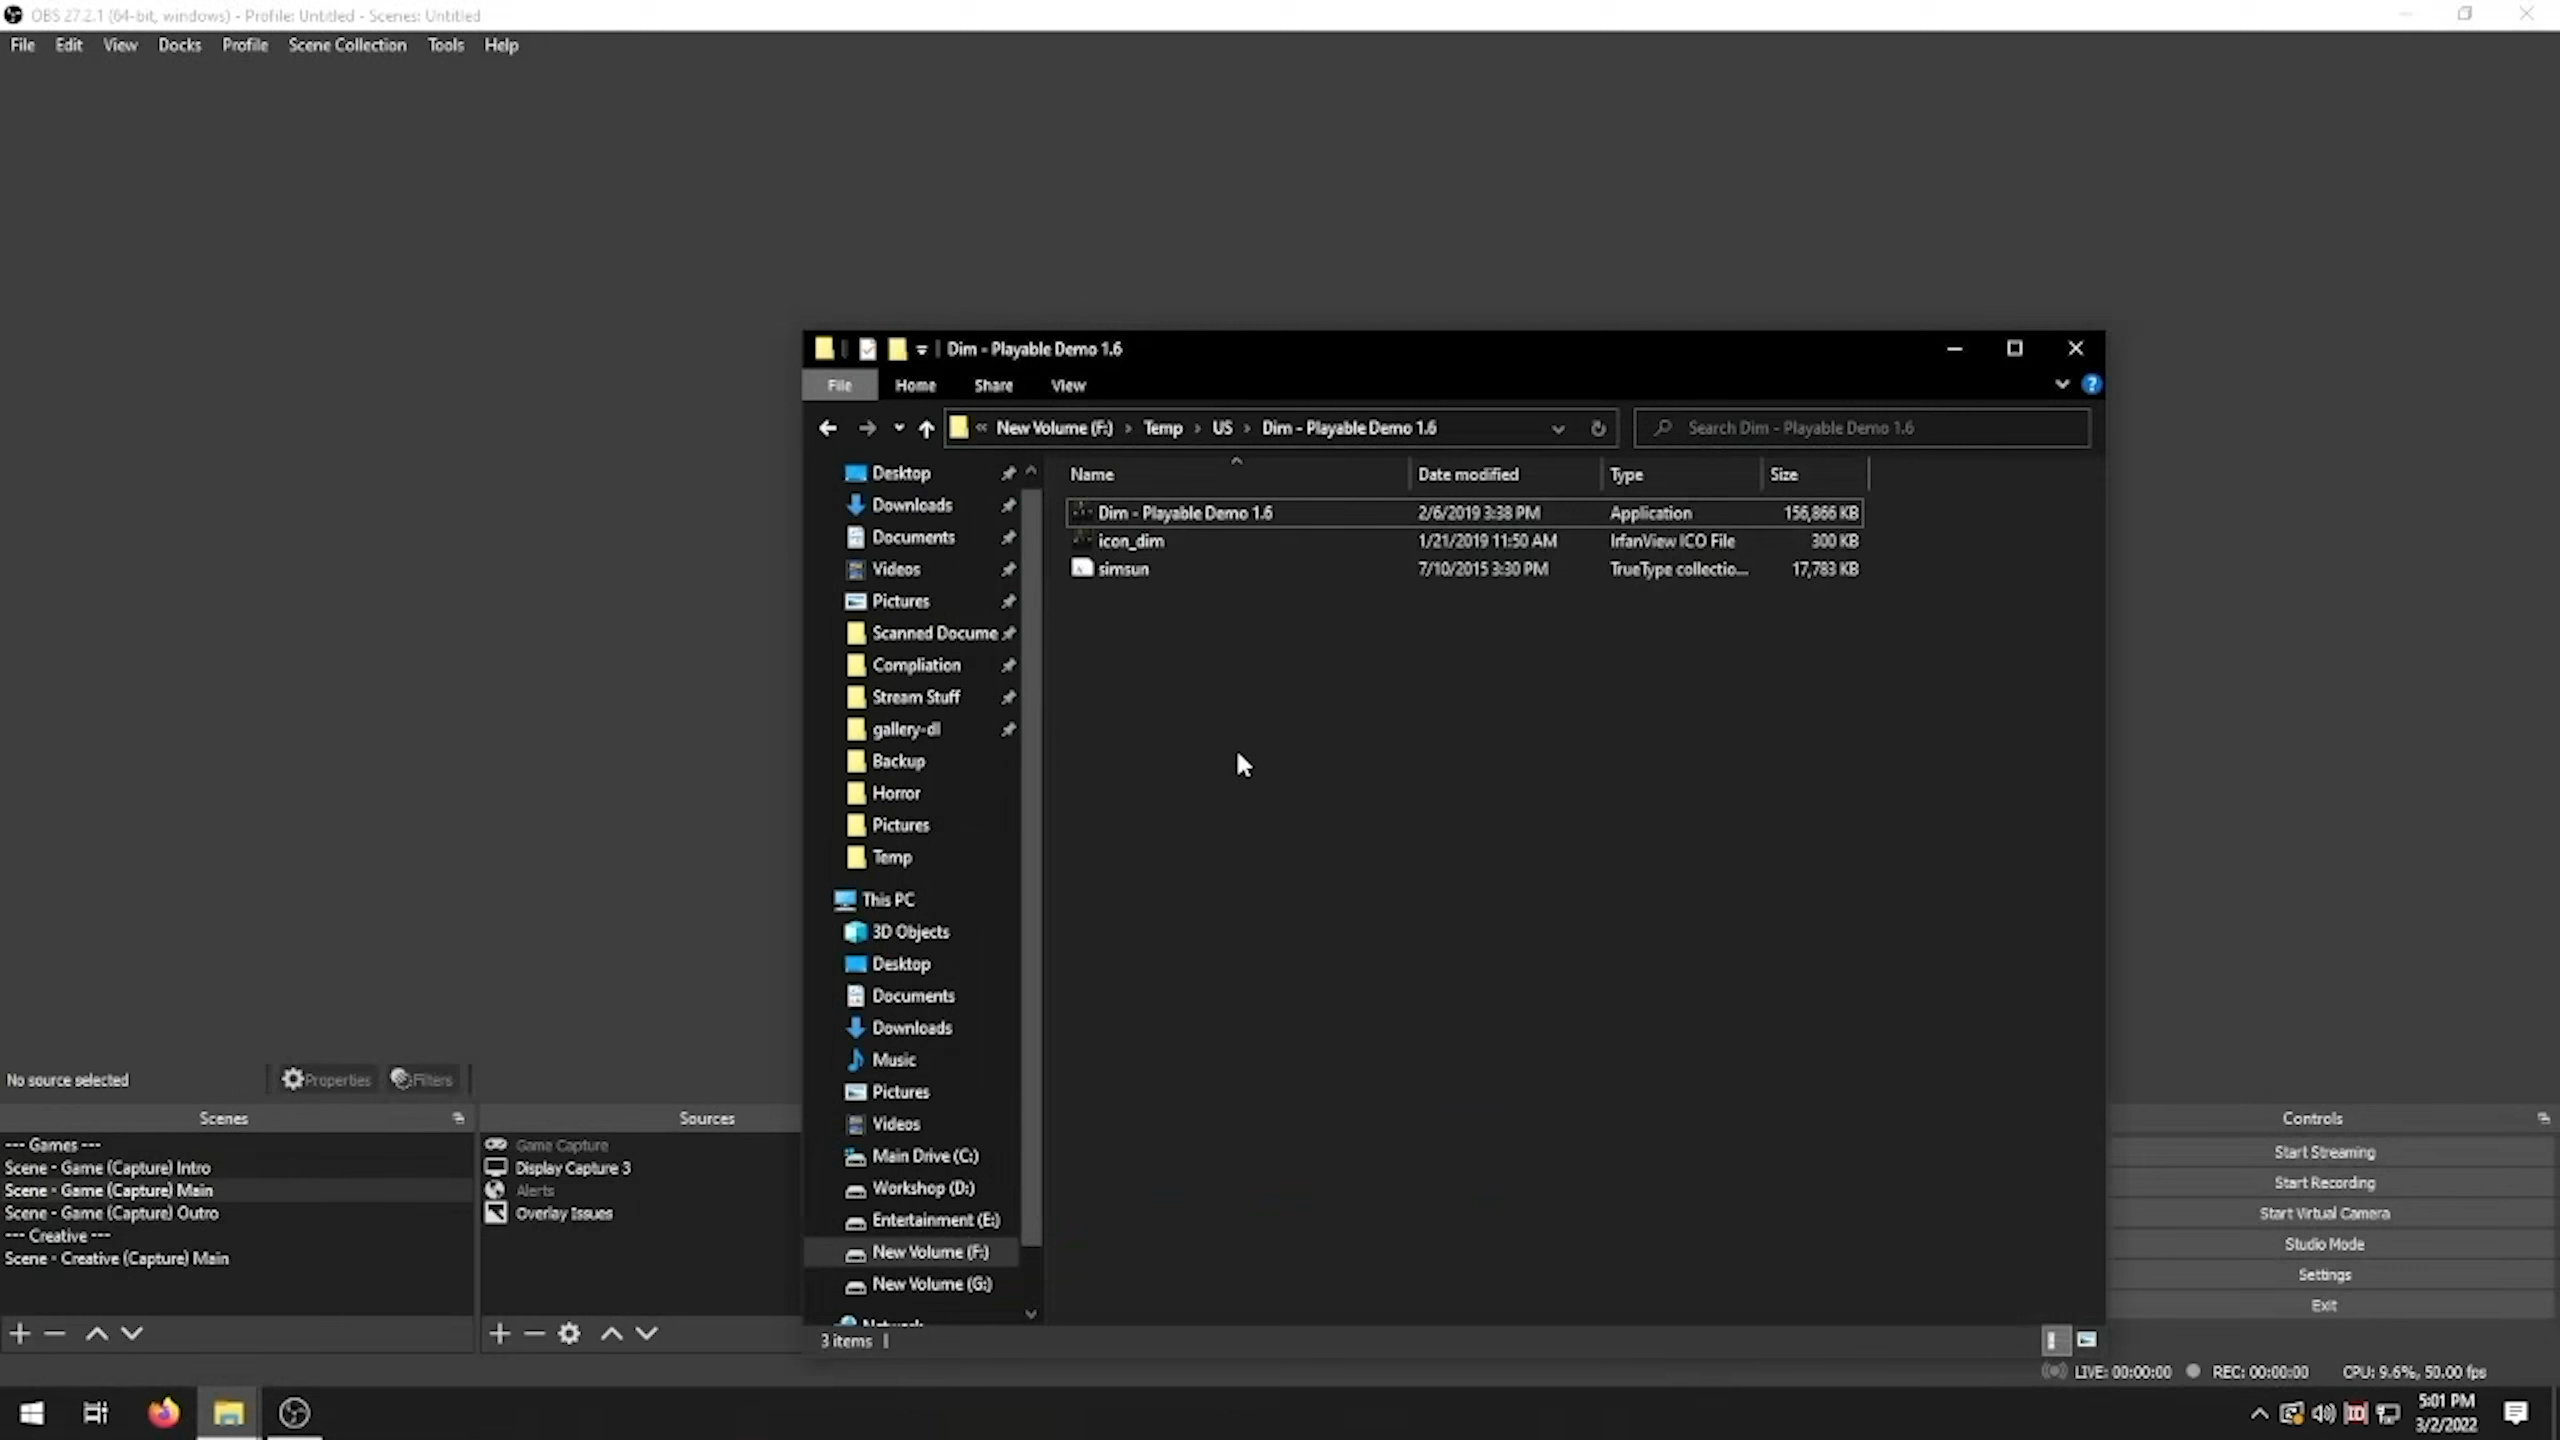 OBS 27.2.1 (64-bit, windows) - Profile: Untitled - Scenes: Untitled
File Edit View Docks Profile Scene Collection Tools Help
Dim - Playable Demo 1.6
File Home Share View
« New Volume (F:) › Temp › US › Dim - Playable Demo 1.6
Search Dim - Playable Demo 1.6
Name Date modified Type Size
Dim - Playable Demo 1.6 2/6/2019 3:38 PM Application 156,866 KB
icon_dim 1/21/2019 11:50 AM IrfanView ICO File 300 KB
simsun 7/10/2015 3:30 PM TrueType collectio... 17,783 KB
Desktop
Downloads
Documents
Videos
Pictures
Scanned Docume
Compliation
Stream Stuff
gallery-dl
Backup
Horror
Pictures
Temp
This PC
3D Objects
Desktop
Documents
Downloads
Music
Pictures
Videos
Main Drive (C:)
Workshop (D:)
Entertainment (E:)
New Volume (F:)
New Volume (G:)
Network
3 items
No source selected Properties Filters
Scenes
--- Games ---
Scene - Game (Capture) Intro
Scene - Game (Capture) Main
Scene - Game (Capture) Outro
--- Creative ---
Scene - Creative (Capture) Main
Sources
Game Capture
Display Capture 3
Alerts
Overlay Issues
Controls
Start Streaming
Start Recording
Start Virtual Camera
Studio Mode
Settings
Exit
LIVE: 00:00:00 REC: 00:00:00 CPU: 9.6%, 50.00 fps
5:01 PM
3/2/2022